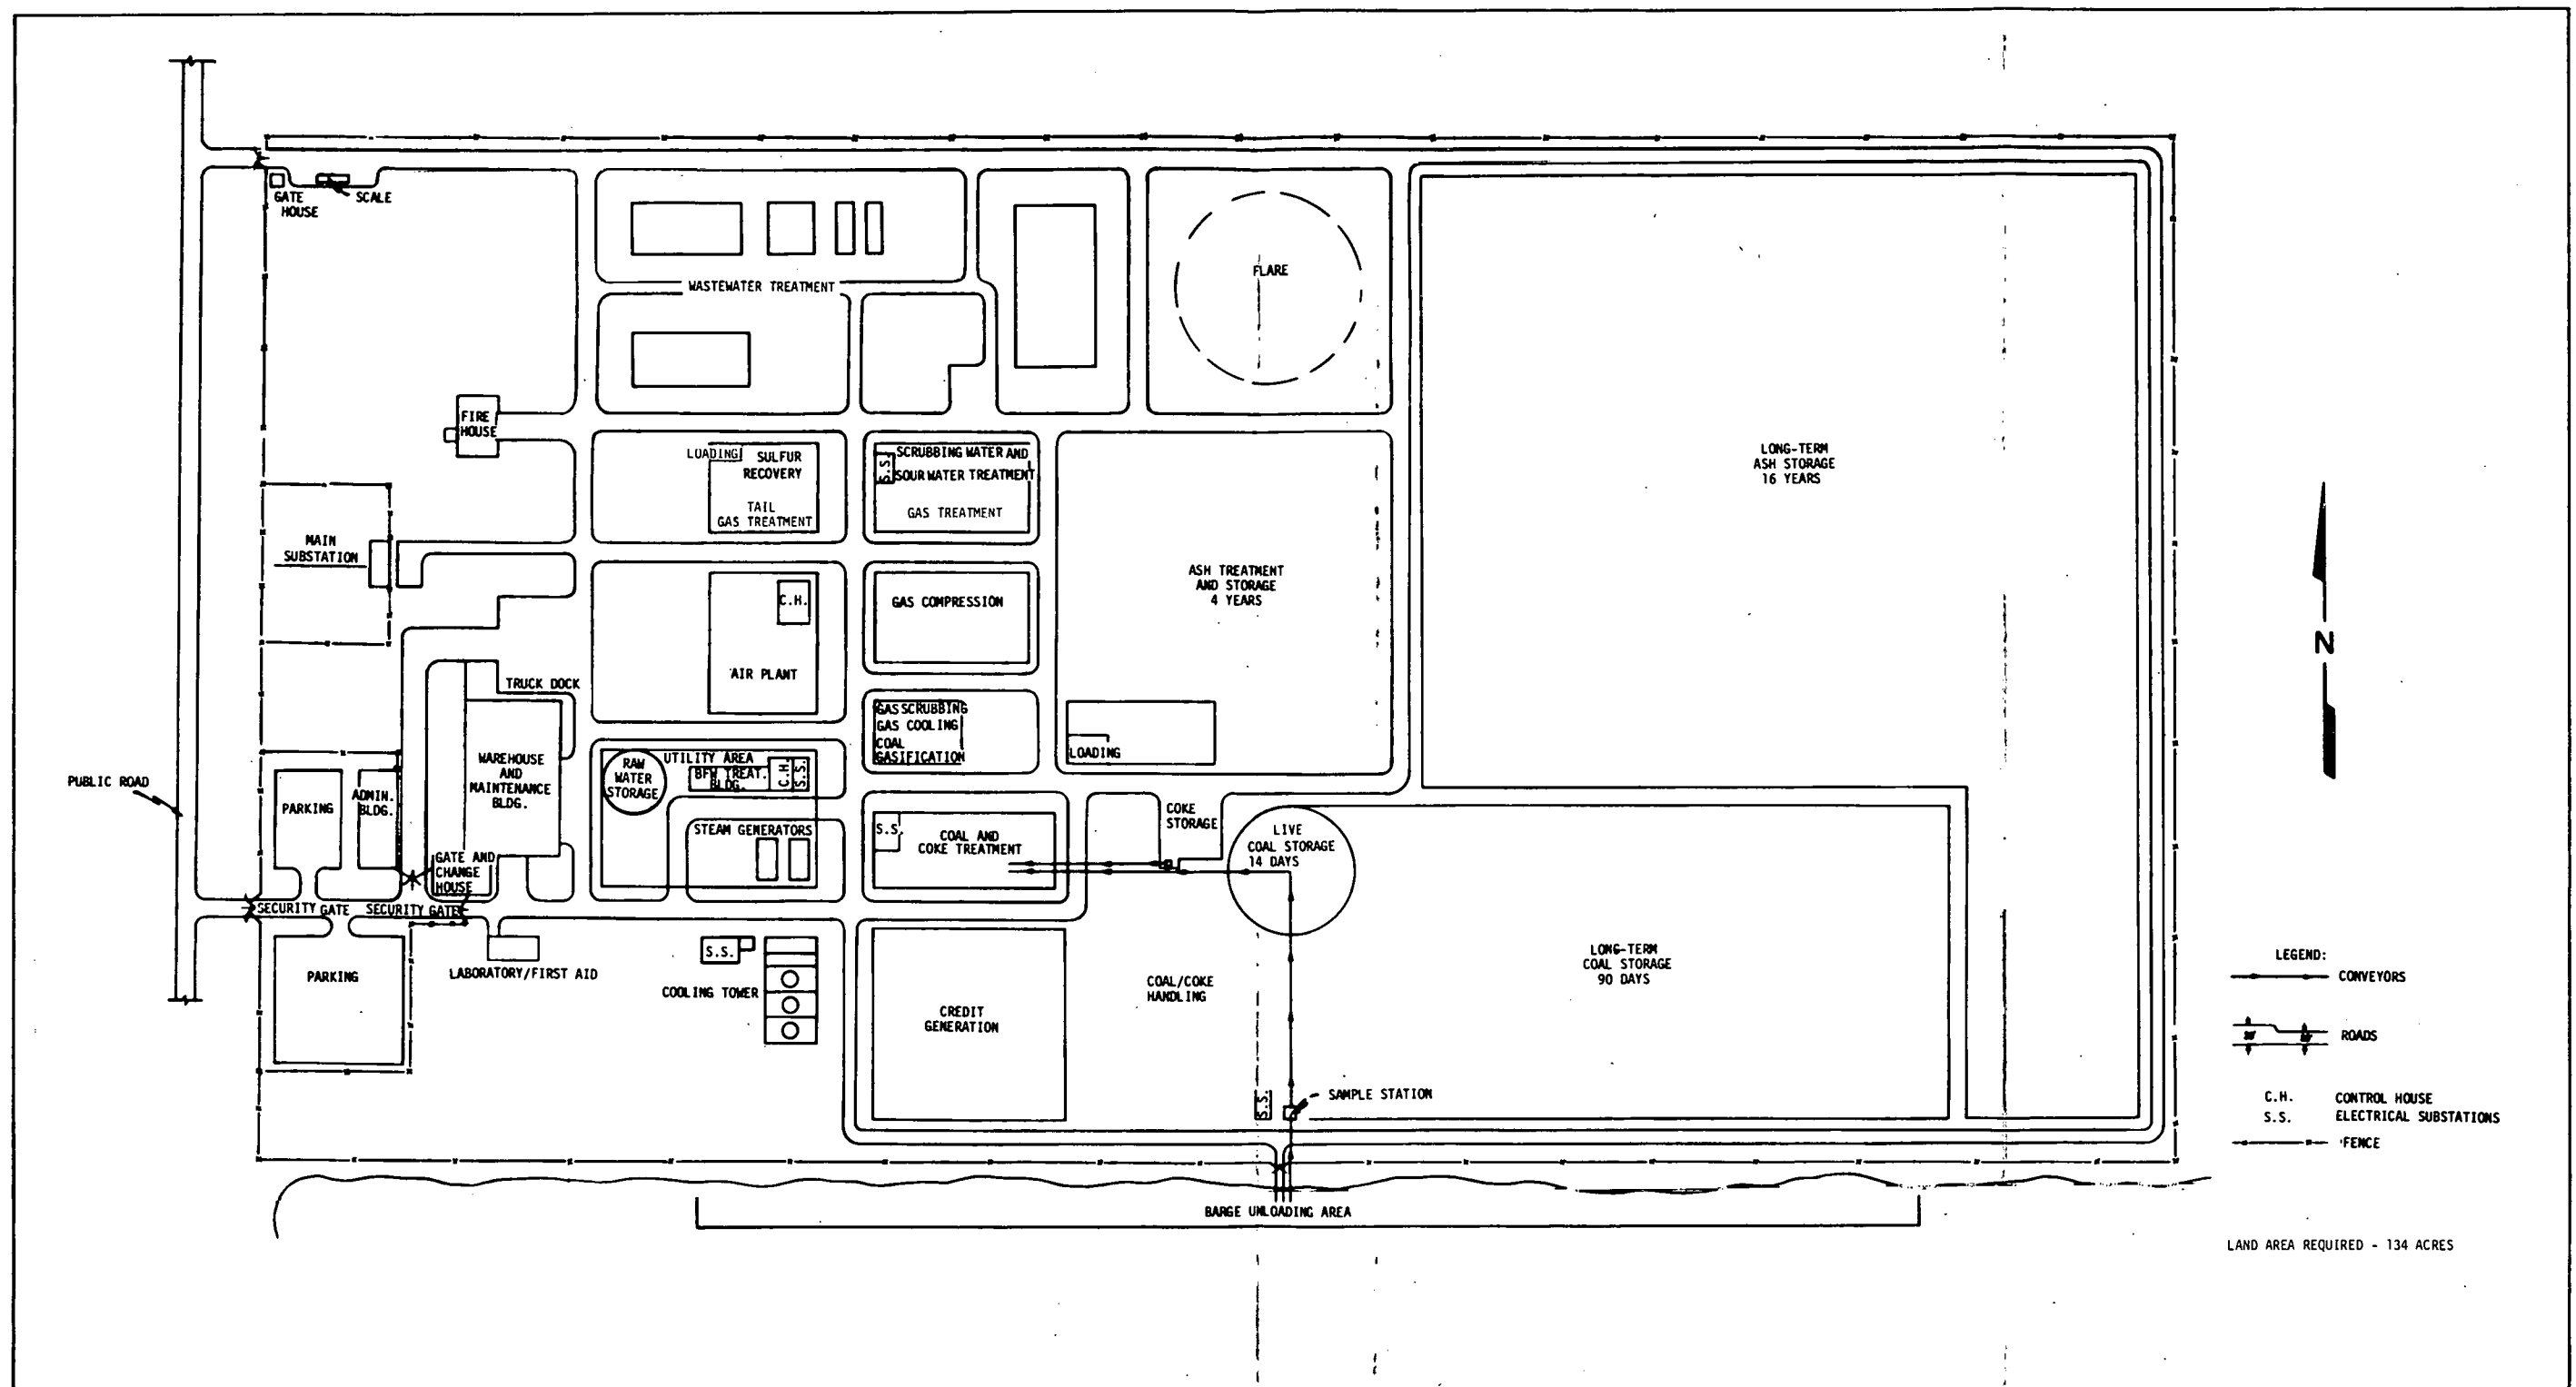 GATE
HOUSE
SCALE
WASTEWATER TREATMENT
FLARE
FIRE
HOUSE
LOADING
SULFUR
RECOVERY
TAIL
GAS TREATMENT
S.S.
SCRUBBING WATER AND
SOUR WATER TREATMENT
GAS TREATMENT
LONG-TERM
ASH STORAGE
16 YEARS
MAIN
SUBSTATION
C.H.
AIR PLANT
GAS COMPRESSION
ASH TREATMENT
AND STORAGE
4 YEARS
N
TRUCK DOCK
GAS SCRUBBING
GAS COOLING
COAL
GASIFICATION
LOADING
PUBLIC ROAD
PARKING
ADMIN.
BLDG.
WAREHOUSE
AND
MAINTENANCE
BLDG.
RAW
WATER
STORAGE
UTILITY AREA
BFW TREAT.
BLDG.
C.H.
S.S.
STEAM GENERATORS
S.S.
COAL AND
COKE TREATMENT
COKE
STORAGE
LIVE
COAL STORAGE
14 DAYS
GATE AND
CHANGE
HOUSE
SECURITY GATE
SECURITY GATE
PARKING
LABORATORY/FIRST AID
S.S.
COOLING TOWER
CREDIT
GENERATION
COAL/COKE
HANDLING
LONG-TERM
COAL STORAGE
90 DAYS
S.S.
SAMPLE STATION
BARGE UNLOADING AREA
LEGEND:
CONVEYORS
ROADS
C.H. CONTROL HOUSE
S.S. ELECTRICAL SUBSTATIONS
FENCE
LAND AREA REQUIRED - 134 ACRES